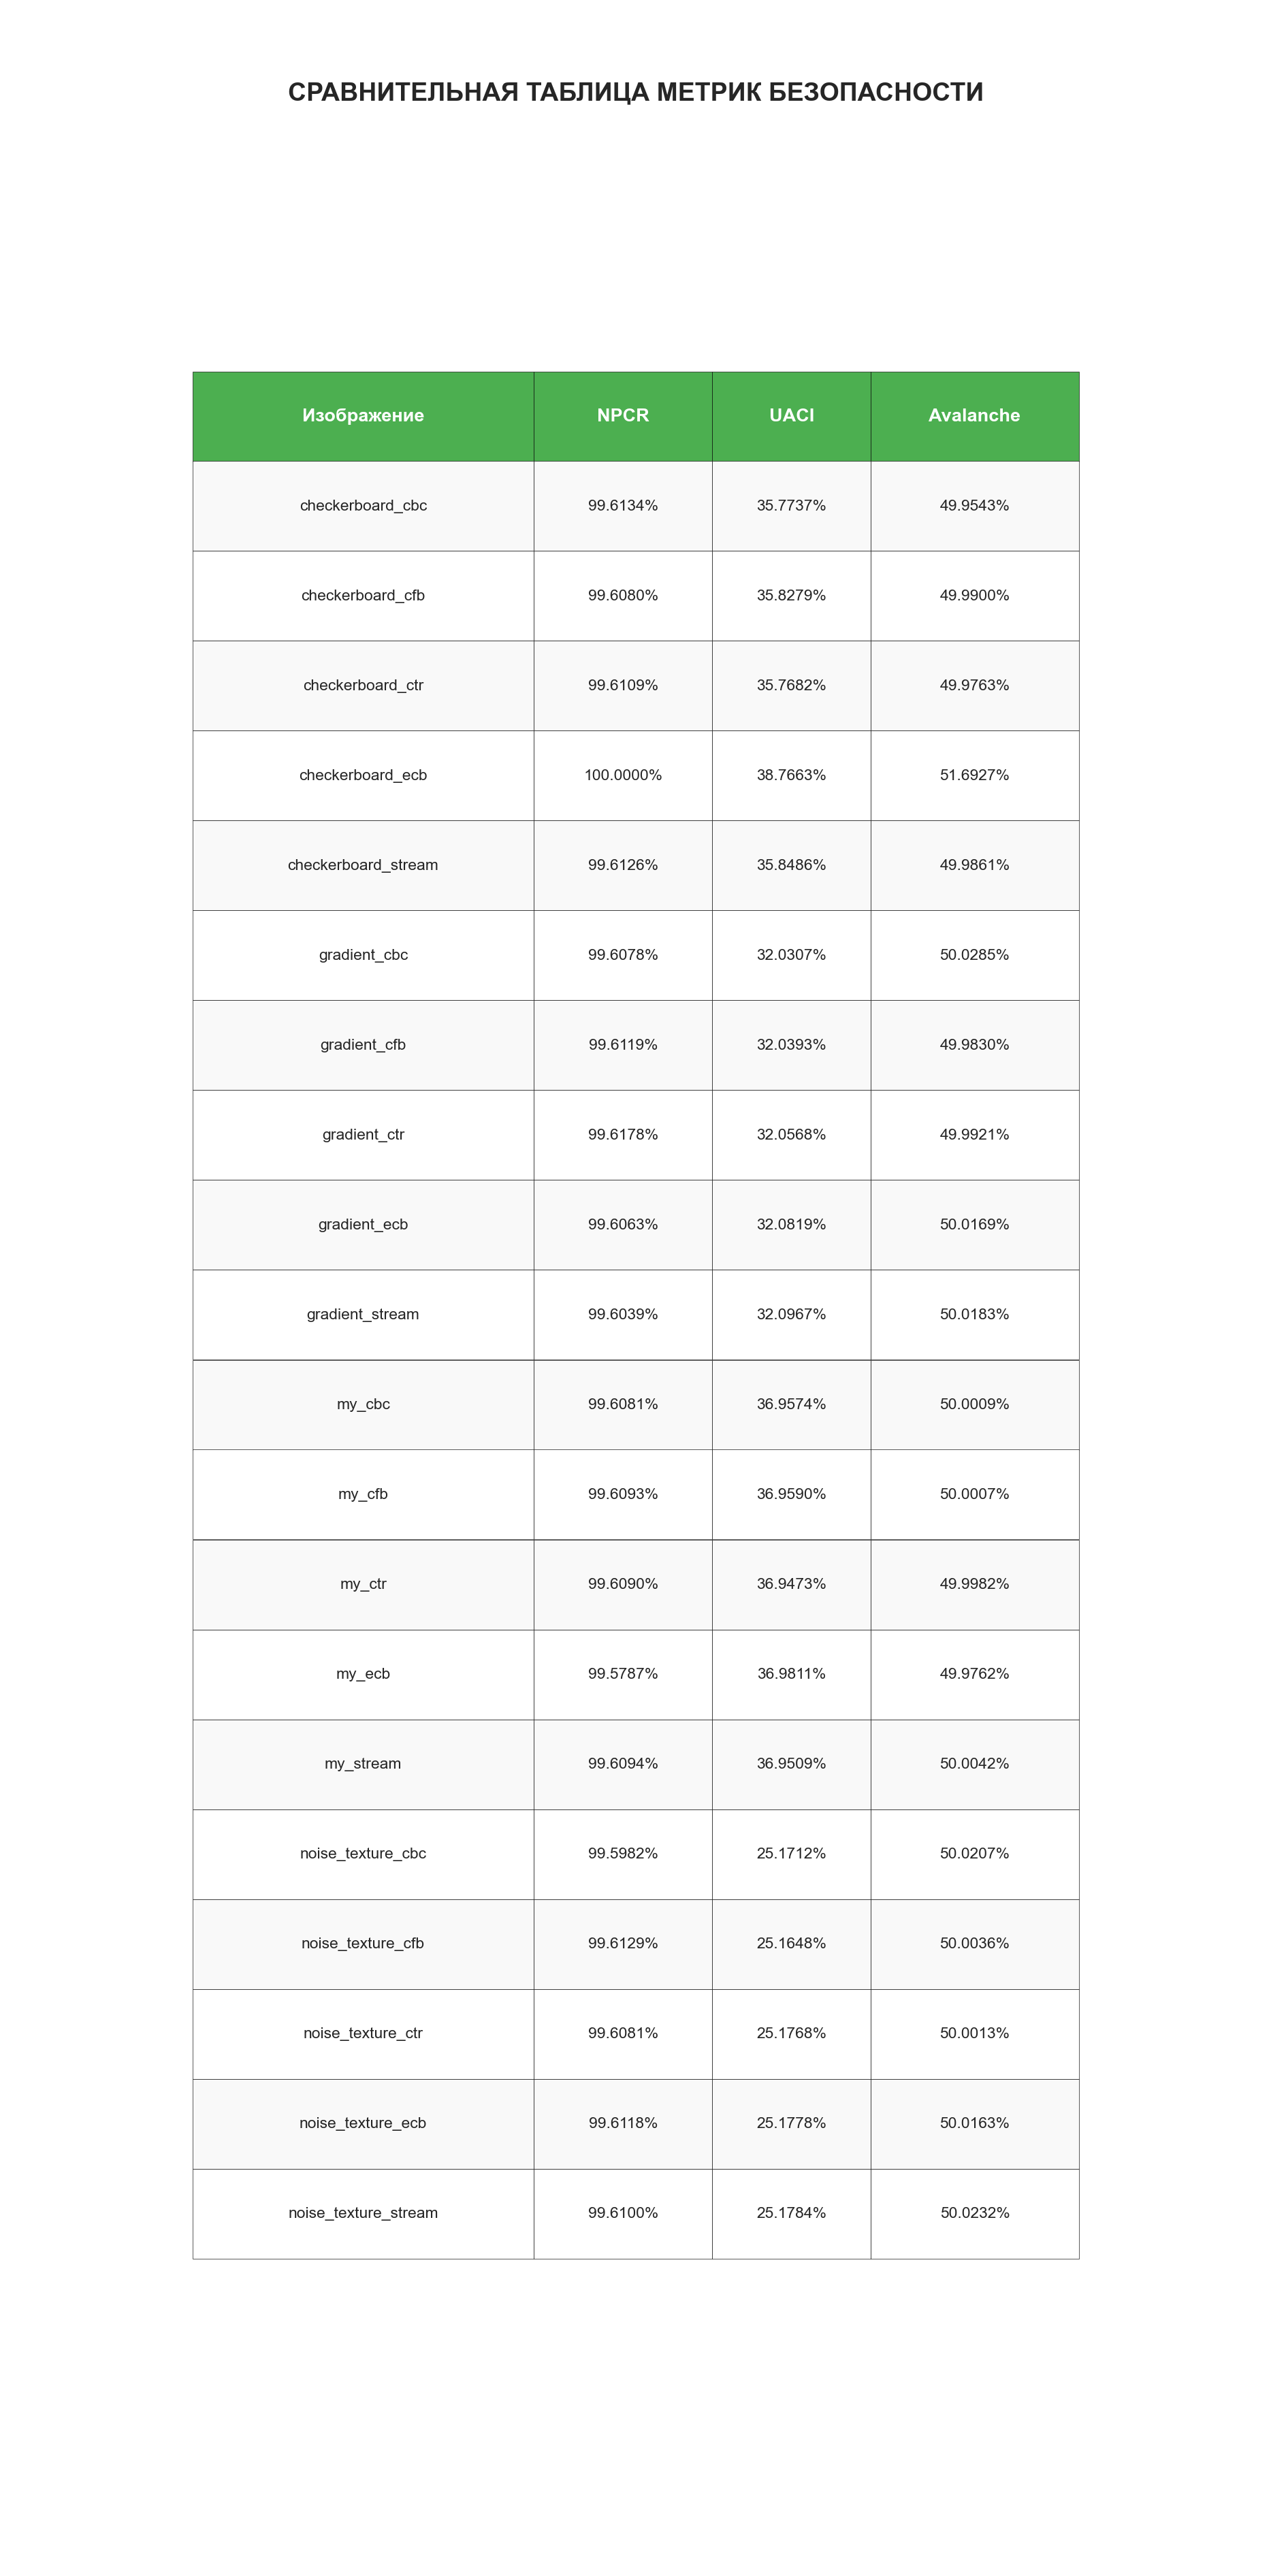 СРАВНИТЕЛЬНАЯ ТАБЛИЦА МЕТРИК БЕЗОПАСНОСТИ
Изображение NPCR UACI Avalanche
checkerboard_cbc 99.6134% 35.7737% 49.9543%
checkerboard_cfb 99.6080% 35.8279% 49.9900%
checkerboard_ctr 99.6109% 35.7682% 49.9763%
checkerboard_ecb 100.0000% 38.7663% 51.6927%
checkerboard_stream 99.6126% 35.8486% 49.9861%
gradient_cbc 99.6078% 32.0307% 50.0285%
gradient_cfb 99.6119% 32.0393% 49.9830%
gradient_ctr 99.6178% 32.0568% 49.9921%
gradient_ecb 99.6063% 32.0819% 50.0169%
gradient_stream 99.6039% 32.0967% 50.0183%
my_cbc 99.6081% 36.9574% 50.0009%
my_cfb 99.6093% 36.9590% 50.0007%
my_ctr 99.6090% 36.9473% 49.9982%
my_ecb 99.5787% 36.9811% 49.9762%
my_stream 99.6094% 36.9509% 50.0042%
noise_texture_cbc 99.5982% 25.1712% 50.0207%
noise_texture_cfb 99.6129% 25.1648% 50.0036%
noise_texture_ctr 99.6081% 25.1768% 50.0013%
noise_texture_ecb 99.6118% 25.1778% 50.0163%
noise_texture_stream 99.6100% 25.1784% 50.0232%